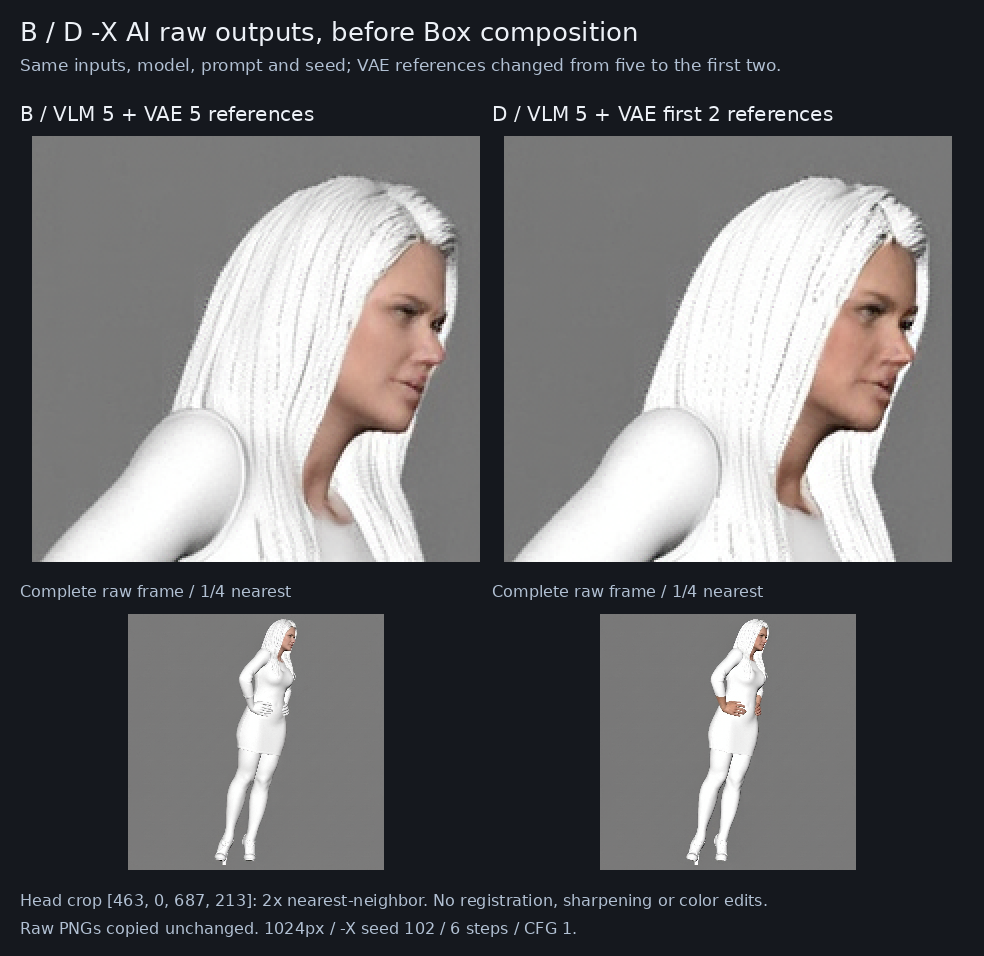 B / D -X AI raw outputs, before Box composition
Same inputs, model, prompt and seed; VAE references changed from five to the first two.
B / VLM 5 + VAE 5 references
D / VLM 5 + VAE first 2 references
Complete raw frame / 1/4 nearest
Complete raw frame / 1/4 nearest
Head crop [463, 0, 687, 213]: 2x nearest-neighbor. No registration, sharpening or color edits.
Raw PNGs copied unchanged. 1024px / -X seed 102 / 6 steps / CFG 1.